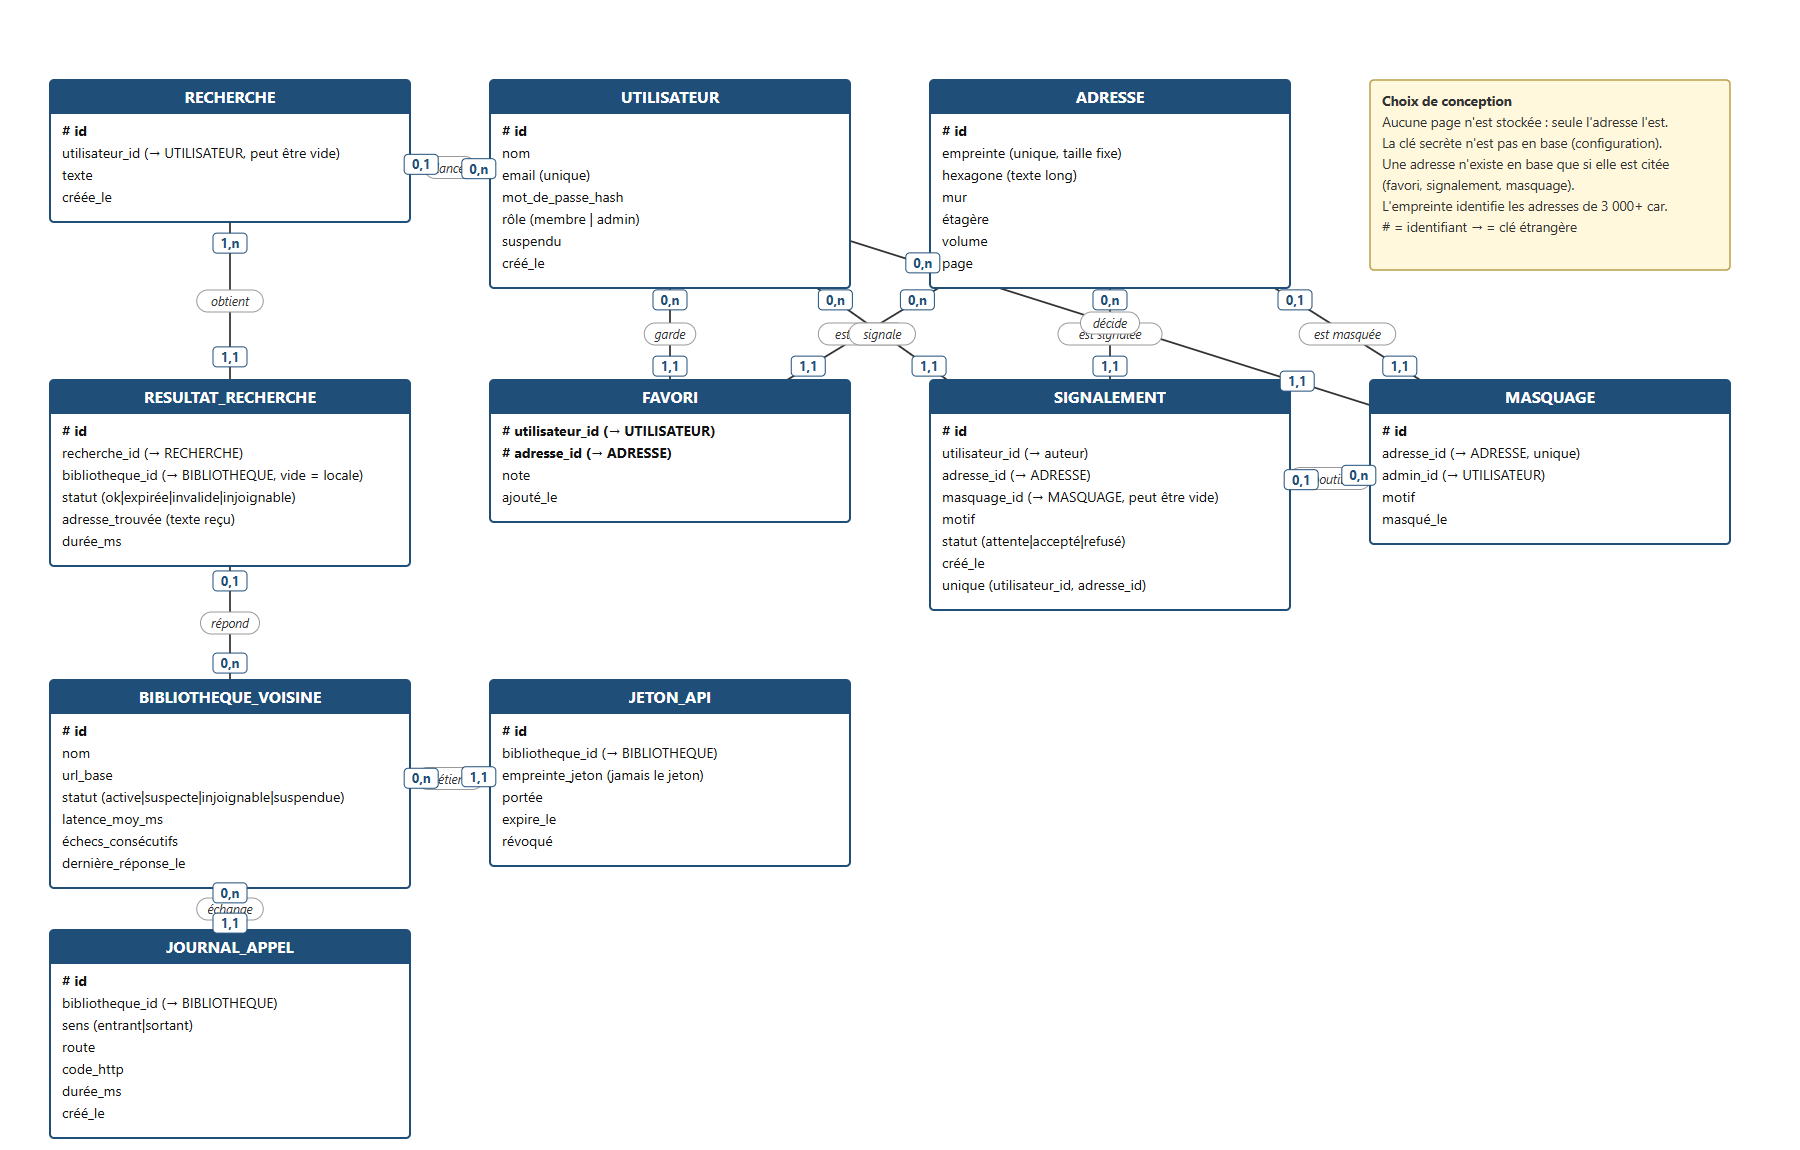 RECHERCHE
# id
utilisateur_id (→ UTILISATEUR, peut être vide)
texte
créée_le
0,1
0,n
UTILISATEUR
# id
nom
email (unique)
mot_de_passe_hash
rôle (membre | admin)
suspendu
créé_le
ADRESSE
# id
empreinte (unique, taille fixe)
hexagone (texte long)
mur
étagère
volume
page
0,n
Choix de conception
Aucune page n'est stockée : seule l'adresse l'est.
La clé secrète n'est pas en base (configuration).
Une adresse n'existe en base que si elle est citée
(favori, signalement, masquage).
L'empreinte identifie les adresses de 3 000+ car.
# = identifiant → = clé étrangère
1,n
obtient
1,1
0,n
garde
1,1
0,n
0,n
signale
1,1
1,1
0,n
décide
est signalée
1,1
0,1
est masquée
1,1
1,1
RESULTAT_RECHERCHE
# id
recherche_id (→ RECHERCHE)
bibliotheque_id (→ BIBLIOTHEQUE, vide = locale)
statut (ok|expirée|invalide|injoignable)
adresse_trouvée (texte reçu)
durée_ms
FAVORI
# utilisateur_id (→ UTILISATEUR)
# adresse_id (→ ADRESSE)
note
ajouté_le
SIGNALEMENT
# id
utilisateur_id (→ auteur)
adresse_id (→ ADRESSE)
masquage_id (→ MASQUAGE, peut être vide)
motif
statut (attente|accepté|refusé)
créé_le
unique (utilisateur_id, adresse_id)
0,1
0,n
MASQUAGE
# id
adresse_id (→ ADRESSE, unique)
admin_id (→ UTILISATEUR)
motif
masqué_le
0,1
répond
0,n
BIBLIOTHEQUE_VOISINE
# id
nom
url_base
statut (active|suspecte|injoignable|suspendue)
latence_moy_ms
échecs_consécutifs
dernière_réponse_le
0,n
1,1
JETON_API
# id
bibliotheque_id (→ BIBLIOTHEQUE)
empreinte_jeton (jamais le jeton)
portée
expire_le
révoqué
0,n
échange
1,1
JOURNAL_APPEL
# id
bibliotheque_id (→ BIBLIOTHEQUE)
sens (entrant|sortant)
route
code_http
durée_ms
créé_le